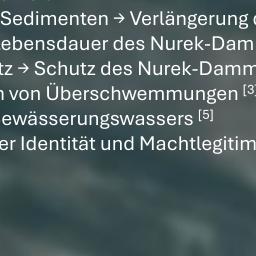 Sedimenten → Verlängerung
ebensdauer des Nurek-Dam
tz → Schutz des Nurek-Damm
von Überschwemmungen [3]
ewässerungswassers [5]
er Identität und Machtlegitim